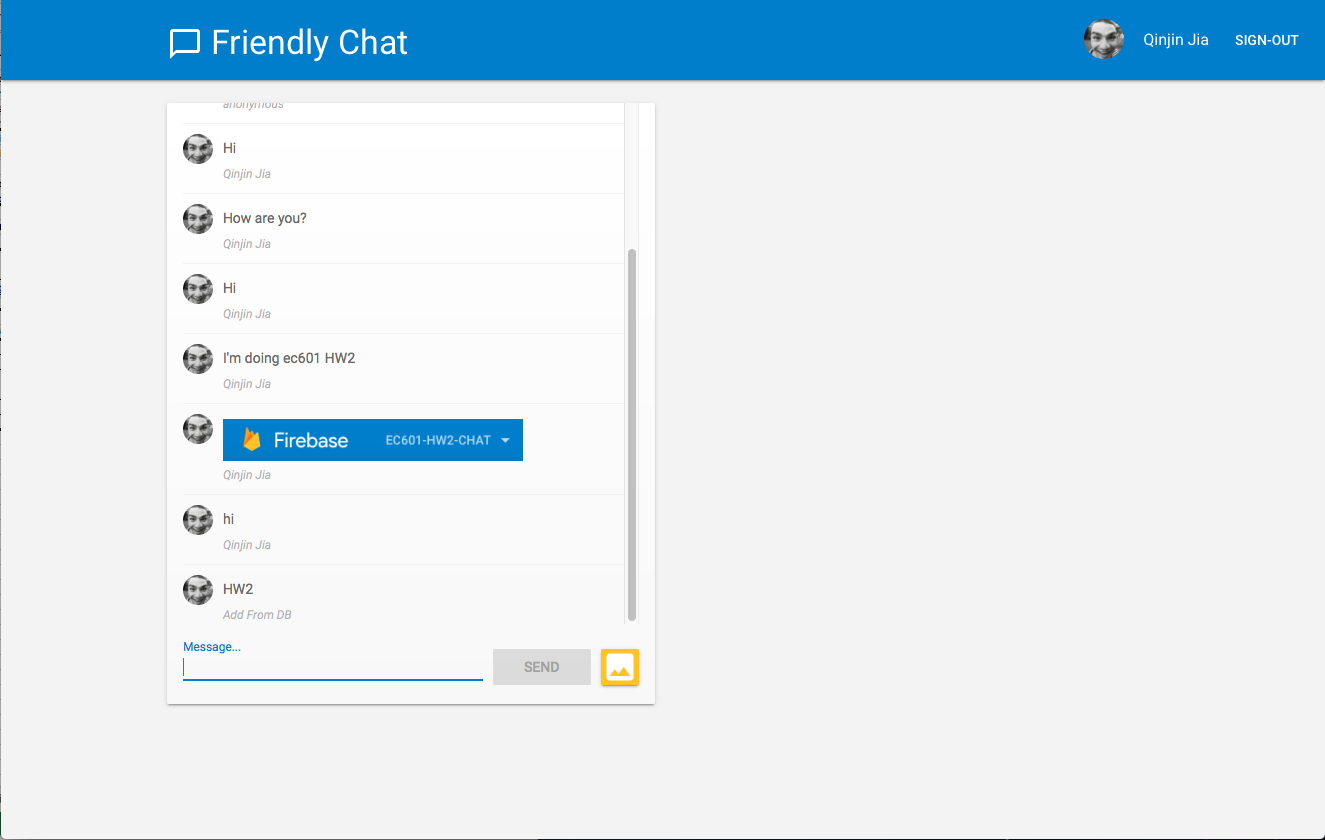 Friendly Chat
Qinjin Jia SIGN-OUT
anonymous
Hi
Qinjin Jia
How are you?
Qinjin Jia
Hi
Qinjin Jia
I'm doing ec601 HW2
Qinjin Jia
Firebase EC601-HW2-CHAT
Qinjin Jia
hi
Qinjin Jia
HW2
Add From DB
Message...
SEND